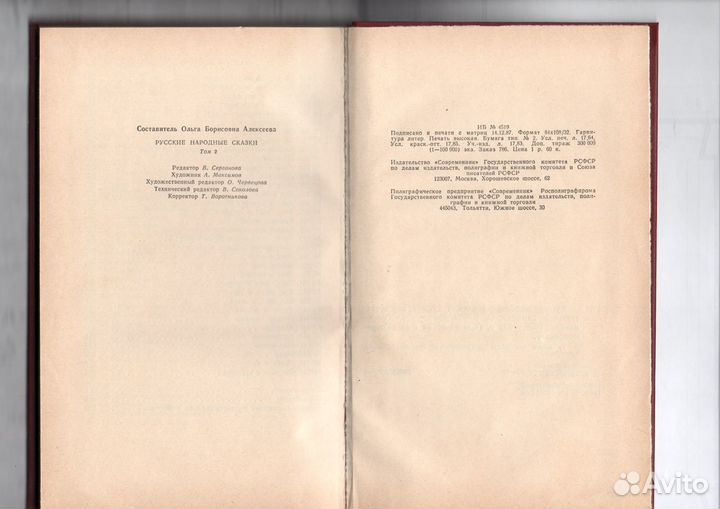 Составитель Ольга Борисовна Алексеева
РУССКИЕ НАРОДНЫЕ СКАЗКИ
Том 2
Редактор В. Серганова
Художник А. Максимов
Художественный редактор О. Червецова
Технический редактор В. Соколова
Корректор Т. Воротникова
ИБ № 4519
Подписано к печати с матриц 14.12.87. Формат 84х108/32. Гарни-
тура литер. Печать высокая. Бумага тип. № 2. Усл. печ. л. 17,64.
Усл. краск.-отт. 17,85. Уч.-изд. л. 17,83. Доп. тираж 300 000
(1—100 000) экз. Заказ 786. Цена 1 р. 60 к.
Издательство «Современник» Государственного комитета РСФСР
по делам издательств, полиграфии и книжной торговли и Союза
писателей РСФСР
123007, Москва, Хорошевское шоссе, 62
Полиграфическое предприятие «Современник» Росполиграфпрома
Государственного комитета РСФСР по делам издательств, поли-
графии и книжной торговли
445043, Тольятти, Южное шоссе, 30
Avito